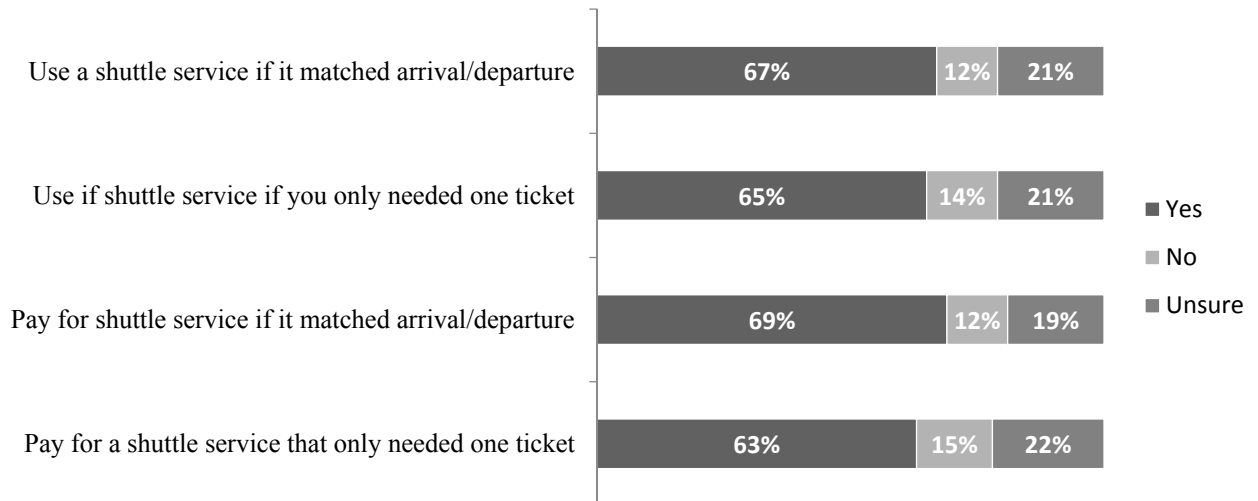 Use a shuttle service if it matched arrival/departure
67% 12% 21%
Use if shuttle service if you only needed one ticket
65% 14% 21%
Pay for shuttle service if it matched arrival/departure
69% 12% 19%
Pay for a shuttle service that only needed one ticket
63% 15% 22%
Yes
No
Unsure